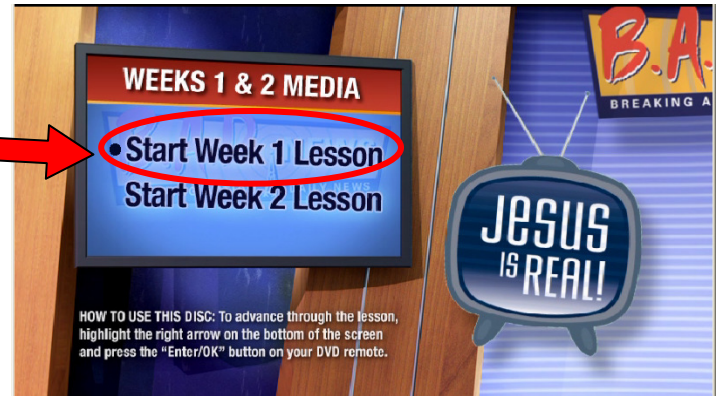 WEEKS 1 & 2 MEDIA
• Start Week 1 Lesson
Start Week 2 Lesson
HOW TO USE THIS DISC: To advance through the lesson,
highlight the right arrow on the bottom of the screen
and press the “Enter/OK” button on your DVD remote.
B.A.
BREAKING A
JESUS
IS REAL!